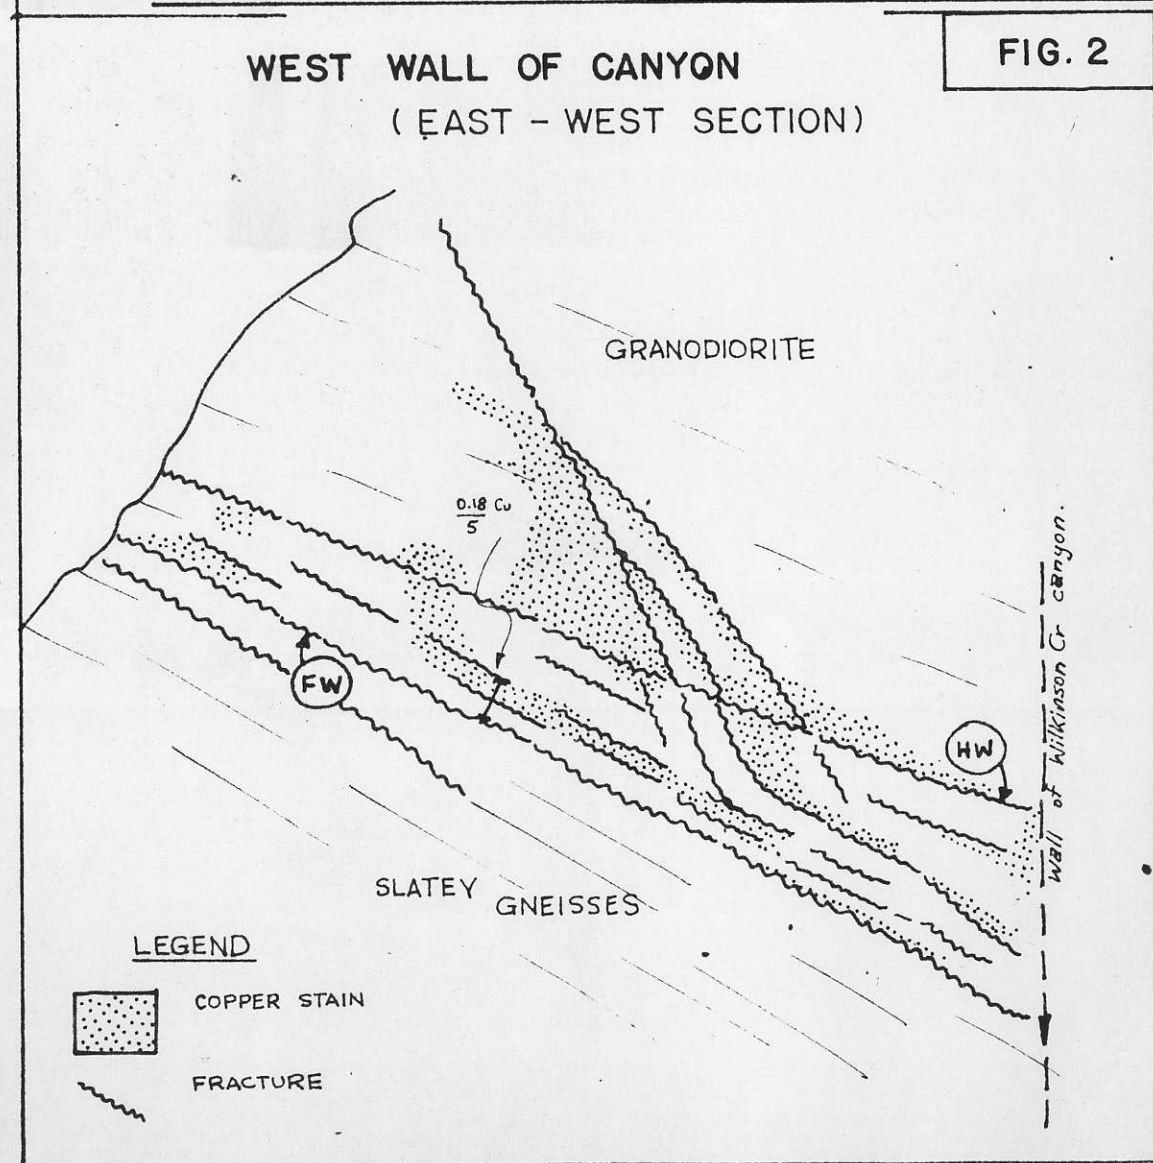 FIG. 2
WEST WALL OF CANYON
(EAST - WEST SECTION)
GRANODIORITE
0.18 Cu
5
FW
HW
Wall of Wilkinson Cr canyon.
SLATEY GNEISSES
LEGEND
COPPER STAIN
FRACTURE